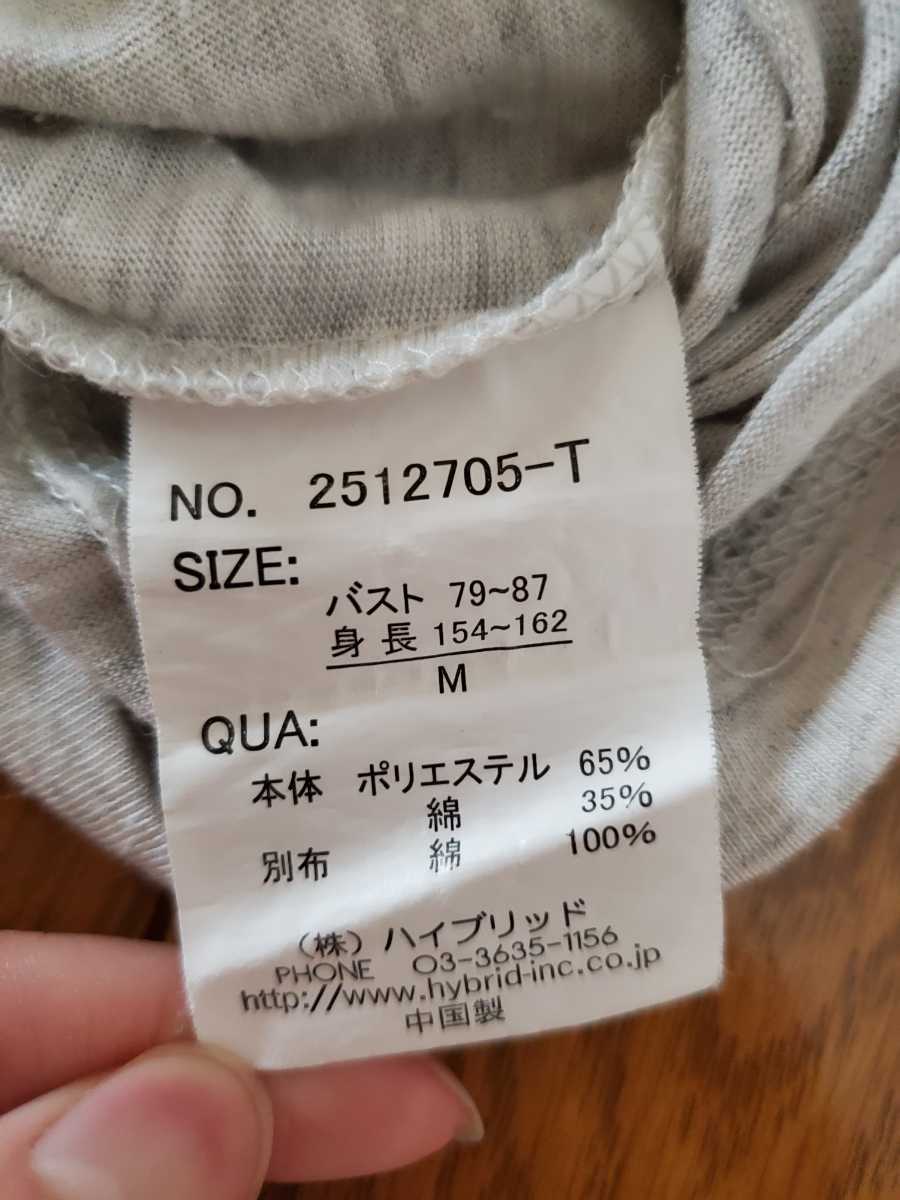 NO. 2512705-T
SIZE:
バスト 79~87
身 長 154~162
M
QUA:
本体 ポリエステル 65%
綿 35%
別布 綿 100%
(株) ハイブリッド
PHONE 03-3635-1156
http://www.hybrid-inc.co.jp
中国製